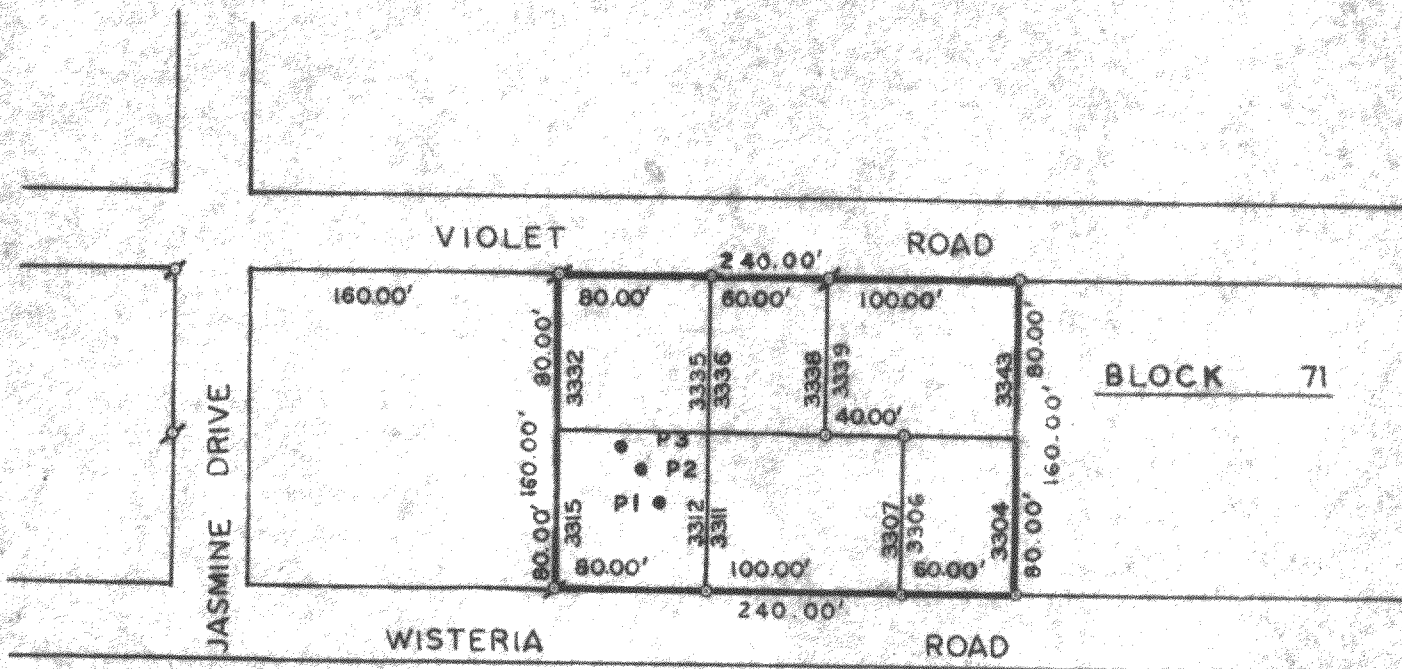 VIOLET ROAD
240.00'
160.00' 80.00' 60.00' 100.00'
80.00' 3332 3335 3336 3338 3339 3343 80.00'
BLOCK 71
40.00'
160.00' 160.00'
P3
P2
P1
80.00' 3315 3312 3311 3307 3306 3304 80.00'
80.00' 100.00' 60.00'
240.00'
JASMINE DRIVE
WISTERIA ROAD